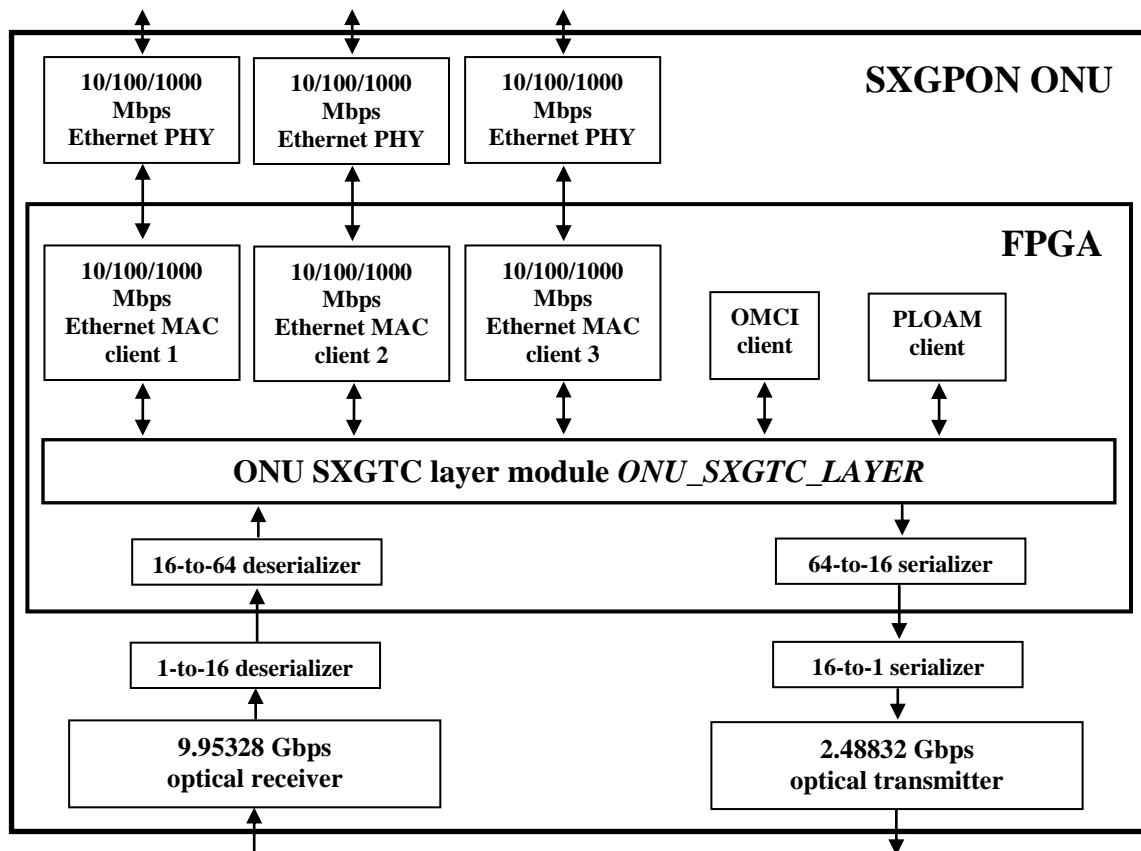 SXGPON ONU
10/100/1000
Mbps
Ethernet PHY
10/100/1000
Mbps
Ethernet PHY
10/100/1000
Mbps
Ethernet PHY
FPGA
10/100/1000
Mbps
Ethernet MAC
client 1
10/100/1000
Mbps
Ethernet MAC
client 2
10/100/1000
Mbps
Ethernet MAC
client 3
OMCI
client
PLOAM
client
ONU SXGTC layer module ONU_SXGTC_LAYER
16-to-64 deserializer
64-to-16 serializer
1-to-16 deserializer
16-to-1 serializer
9.95328 Gbps
optical receiver
2.48832 Gbps
optical transmitter